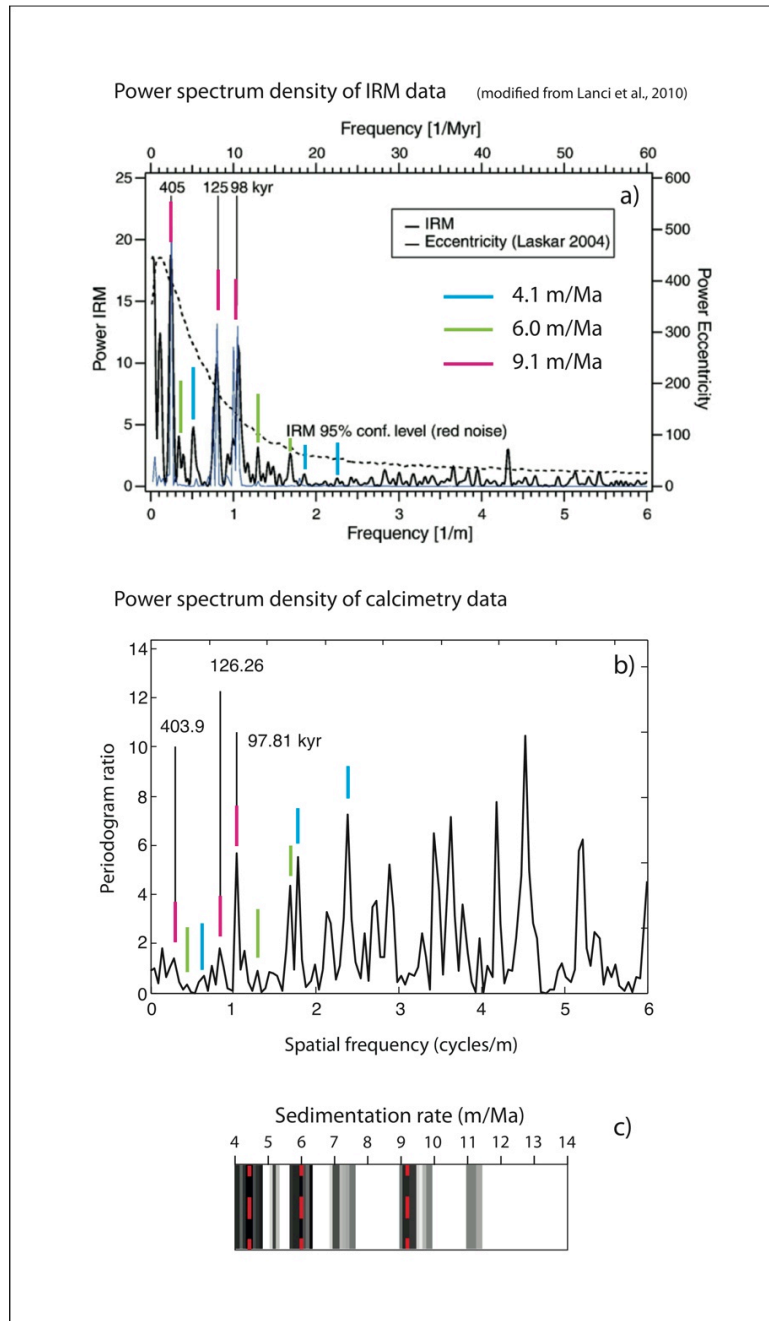 Power spectrum density of IRM data (modified from Lanci et al., 2010)
Frequency [1/Myr]
0 10 20 30 40 50 60
25 405 125 98 kyr a) 600
IRM
Eccentricity (Laskar 2004)
20 500
4.1 m/Ma
15 400
6.0 m/Ma
300
9.1 m/Ma
10 200
IRM 95% conf. level (red noise)
5 100
0 0
Power IRM
Power Eccentricity
0 1 2 3 4 5 6
Frequency [1/m]
Power spectrum density of calcimetry data
14 126.26 b)
12 403.9 97.81 kyr
10
8
6
4
2
0
Periodogram ratio
0 1 2 3 4 5 6
Spatial frequency (cycles/m)
Sedimentation rate (m/Ma) c)
4 5 6 7 8 9 10 11 12 13 14